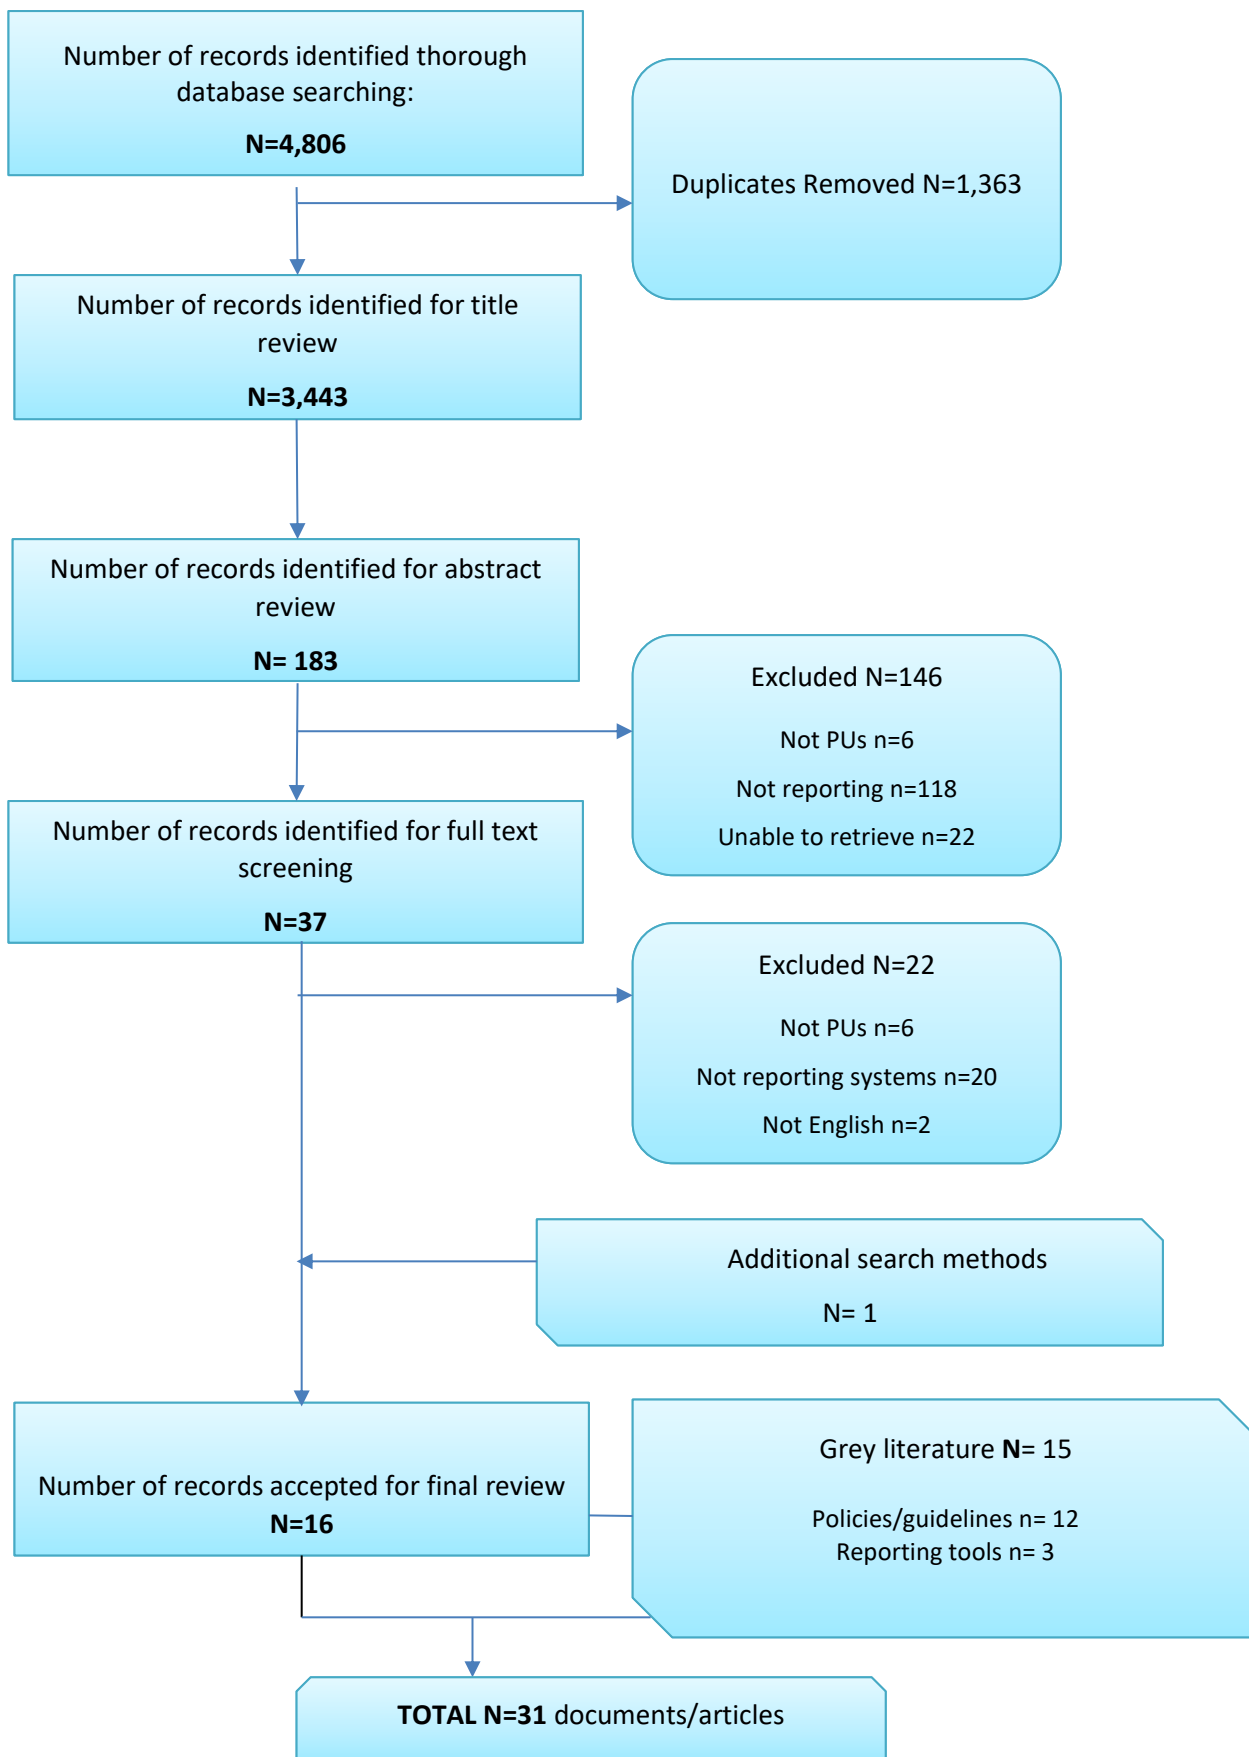 Number of records identified thorough
database searching:
N=4,806
Duplicates Removed N=1,363
Number of records identified for title
review
N=3,443
Number of records identified for abstract
review
N= 183
Excluded N=146
Not PUs n=6
Not reporting n=118
Unable to retrieve n=22
Number of records identified for full text
screening
N=37
Excluded N=22
Not PUs n=6
Not reporting systems n=20
Not English n=2
Additional search methods
N= 1
Number of records accepted for final review
N=16
Grey literature N= 15
Policies/guidelines n= 12
Reporting tools n= 3
TOTAL N=31 documents/articles